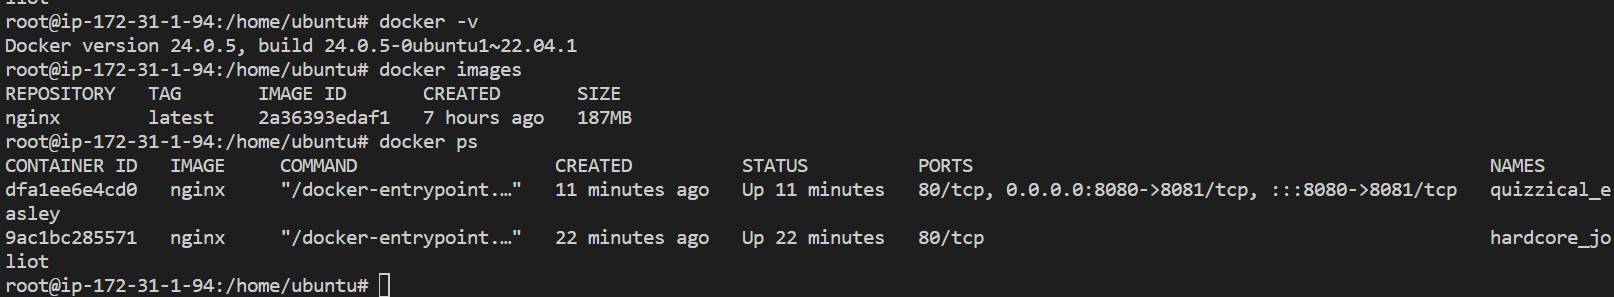 liot
root@ip-172-31-1-94:/home/ubuntu# docker -v
Docker version 24.0.5, build 24.0.5-0ubuntu1~22.04.1
root@ip-172-31-1-94:/home/ubuntu# docker images
REPOSITORY   TAG       IMAGE ID       CREATED       SIZE
nginx        latest    2a36393edaf1   7 hours ago   187MB
root@ip-172-31-1-94:/home/ubuntu# docker ps
CONTAINER ID   IMAGE     COMMAND                  CREATED          STATUS          PORTS                                                 NAMES
dfa1ee6e4cd0   nginx     "/docker-entrypoint.…"   11 minutes ago   Up 11 minutes   80/tcp, 0.0.0.0:8080->8081/tcp, :::8080->8081/tcp   quizzical_e
asley
9ac1bc285571   nginx     "/docker-entrypoint.…"   22 minutes ago   Up 22 minutes   80/tcp                                                hardcore_jo
liot
root@ip-172-31-1-94:/home/ubuntu#